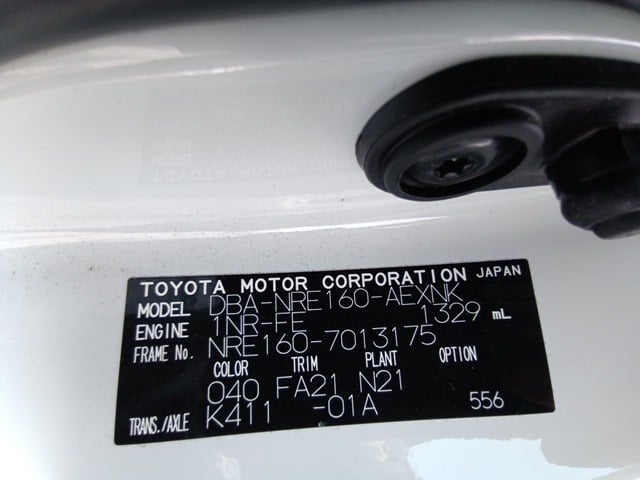 TOYOTA MOTOR CORPORATION JAPAN
MODEL DBA-NRE160-AEXNK
ENGINE 1NR-FE 1329 mL
FRAME No. NRE160-7013175
COLOR TRIM PLANT OPTION
040 FA21 N21
TRANS./AXLE K411 -01A 556